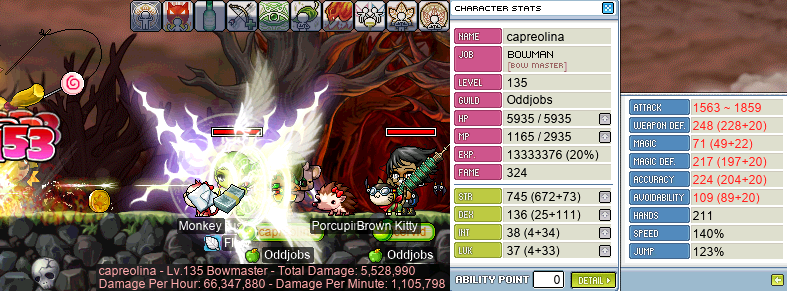 CHARACTER STATS
NAME capreolina
JOB BOWMAN
[BOW MASTER]
LEVEL 135
GUILD Oddjobs
HP 5935 / 5935
MP 1165 / 2935
EXP. 13333376 (20%)
FAME 324
STR 745 (672+73)
DEX 136 (25+111)
INT 38 (4+34)
LUK 37 (4+33)
ABILITY POINT 0 DETAIL
ATTACK 1563 ~ 1859
WEAPON DEF. 248 (228+20)
MAGIC 71 (49+22)
MAGIC DEF. 217 (197+20)
ACCURACY 224 (204+20)
AVOIDABILITY 109 (89+20)
HANDS 211
SPEED 140%
JUMP 123%
53
Monkey
Brown Kitty
Oddjobs
Oddjobs
capreolina - Lv.135 Bowmaster - Total Damage: 5,528,990
Damage Per Hour: 66,347,880 - Damage Per Minute: 1,105,798